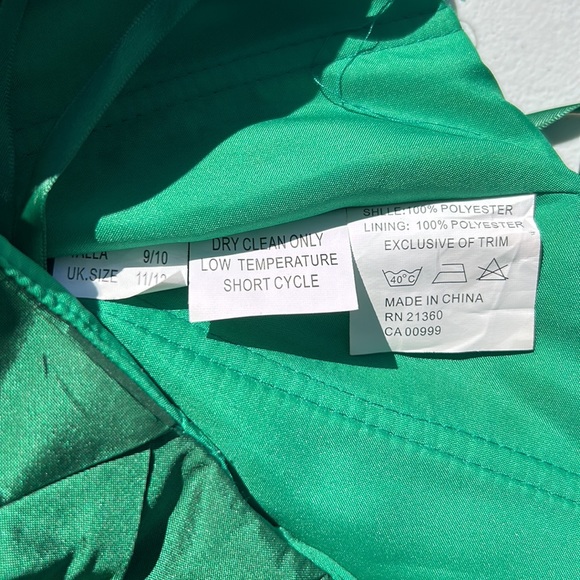 9/10
UK.SIZE 11/12
DRY CLEAN ONLY
LOW TEMPERATURE
SHORT CYCLE
SHLLE:100% POLYESTER
LINING: 100% POLYESTER
EXCLUSIVE OF TRIM
40°C
MADE IN CHINA
RN 21360
CA 00999